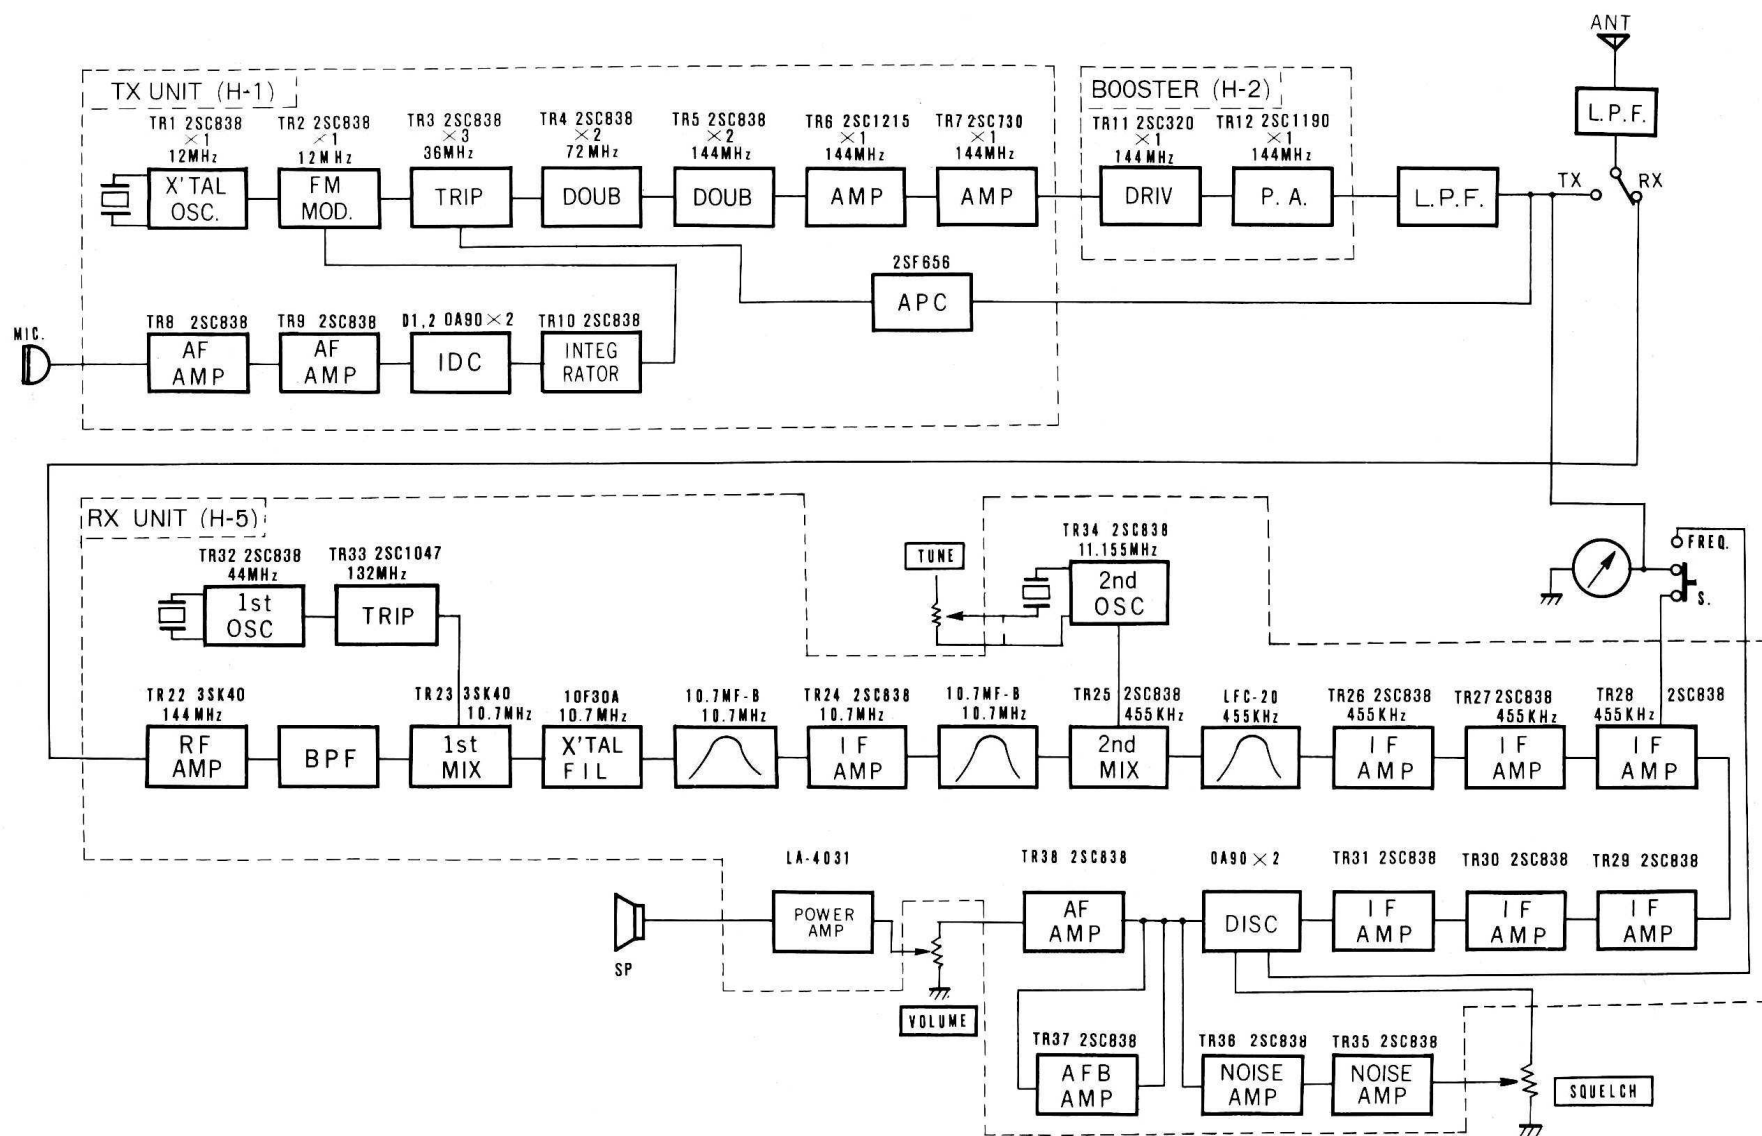 ANT
TX UNIT (H-1)
BOOSTER (H-2)
L.P.F.
TR1 2SC838
×1
12MHz
X'TAL
OSC.
TR2 2SC838
×1
12MHz
FM
MOD.
TR3 2SC838
×3
36MHz
TRIP
TR4 2SC838
×2
72MHz
DOUB
TR5 2SC838
×2
144MHz
DOUB
TR6 2SC1215
×1
144MHz
AMP
TR7 2SC730
×1
144MHz
AMP
TR11 2SC320
×1
144MHz
DRIV
TR12 2SC1190
×1
144MHz
P.A.
L.P.F.
TX
RX
2SF656
APC
MIC.
TR8 2SC838
AF
AMP
TR9 2SC838
AF
AMP
D1,2 OA90×2
IDC
TR10 2SC838
INTEG
RATOR
RX UNIT (H-5)
TR32 2SC838
44MHz
1st
OSC
TR33 2SC1047
132MHz
TRIP
TUNE
TR34 2SC838
11.155MHz
2nd
OSC
FREQ.
S.
TR22 3SK40
144MHz
RF
AMP
BPF
TR23 3SK40
10.7MHz
1st
MIX
10F30A
10.7MHz
X'TAL
FIL
10.7MF-B
10.7MHz
TR24 2SC838
10.7MHz
IF
AMP
10.7MF-B
10.7MHz
TR25 2SC838
455KHz
2nd
MIX
LFC-20
455KHz
TR26 2SC838
455KHz
IF
AMP
TR27 2SC838
455KHz
IF
AMP
TR28 2SC838
455KHz
IF
AMP
SP
LA-4031
POWER
AMP
VOLUME
TR38 2SC838
AF
AMP
OA90×2
DISC
TR31 2SC838
IF
AMP
TR30 2SC838
IF
AMP
TR29 2SC838
IF
AMP
TR37 2SC838
AFB
AMP
TR36 2SC838
NOISE
AMP
TR35 2SC838
NOISE
AMP
SQUELCH